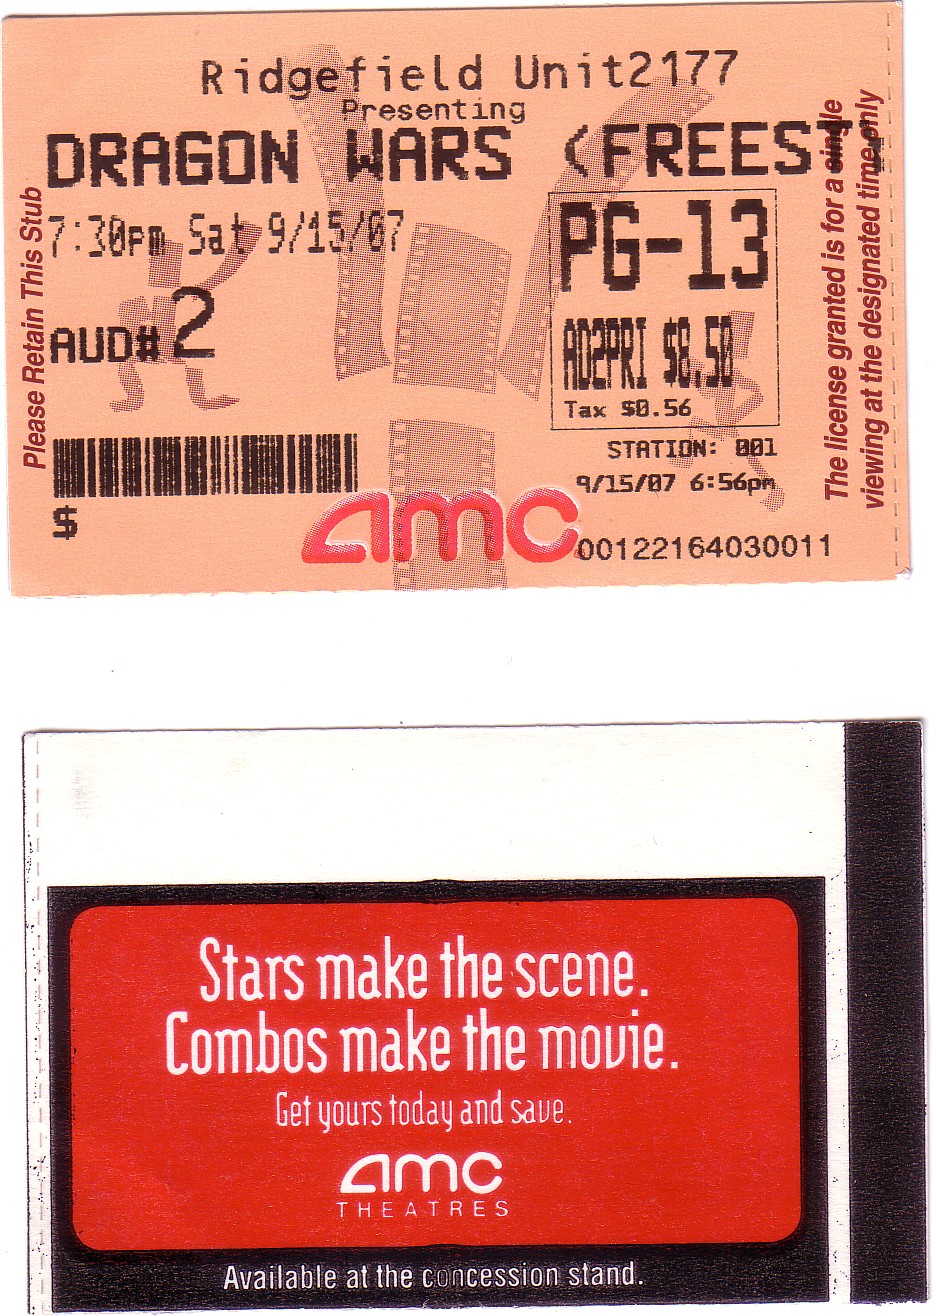 Ridgefield Unit2177
Presenting
DRAGON WARS (FREEST
7:30pm Sat 9/15/07
PG-13
AUD# 2
AD2PRI $8.50
Tax $0.56
STATION: 001
9/15/07 6:56pm
$
amc
00122164030011
Please Retain This Stub
The license granted is for a single
viewing at the designated time only
Stars make the scene.
Combos make the movie.
Get yours today and save.
amc
THEATRES
Available at the concession stand.